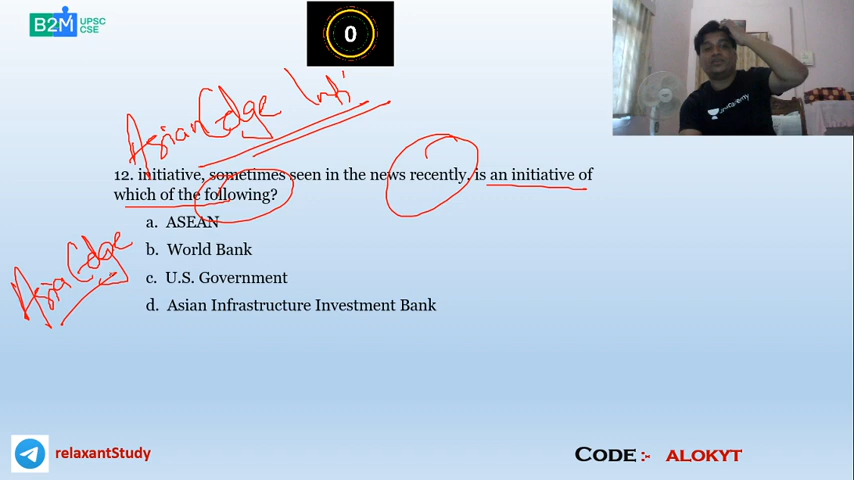 B2M UPSC
CSE
0
Asian Edge Inti
12. initiative, sometimes seen in the news recently, is an initiative of
which of the following?
a. ASEAN
b. World Bank
c. U.S. Government
d. Asian Infrastructure Investment Bank
Asia Edge
relaxantStudy
CODE :- ALOKYT